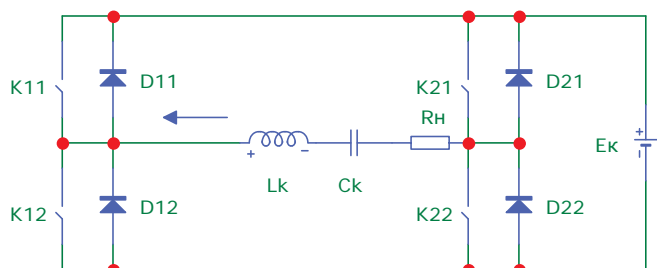 K11 D11 K21 D21
Rн
Eк
+
-
+ -
Lk Ck
K12 D12 K22 D22